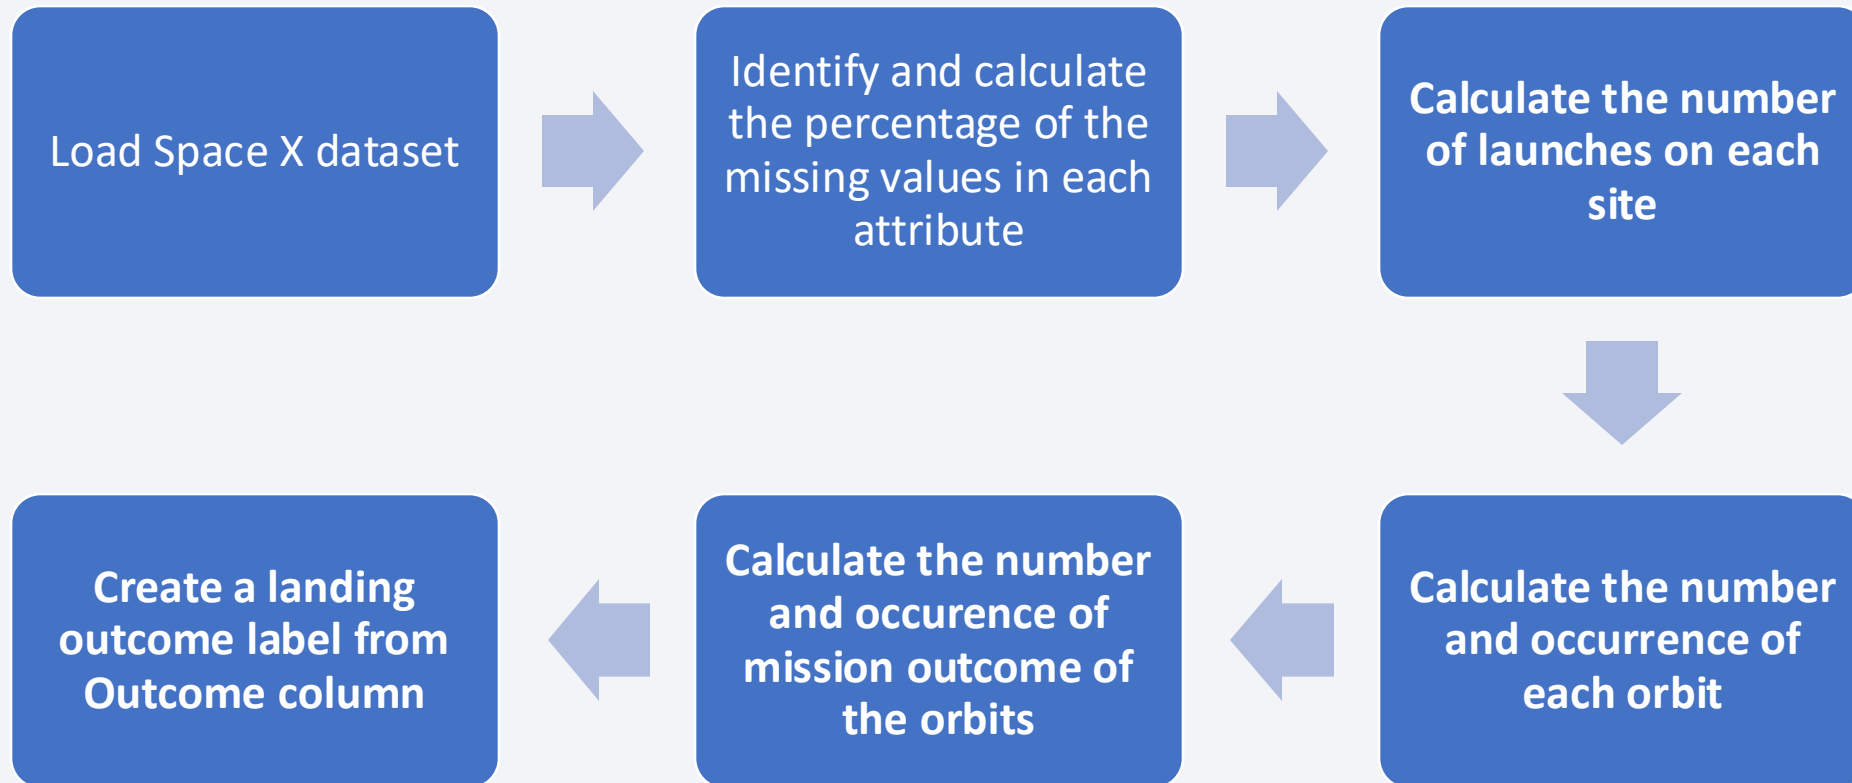 Load Space X dataset
Identify and calculate
the percentage of the
missing values in each
attribute
Calculate the number
of launches on each
site
Calculate the number
and occurrence of
each orbit
Calculate the number
and occurence of
mission outcome of
the orbits
Create a landing
outcome label from
Outcome column